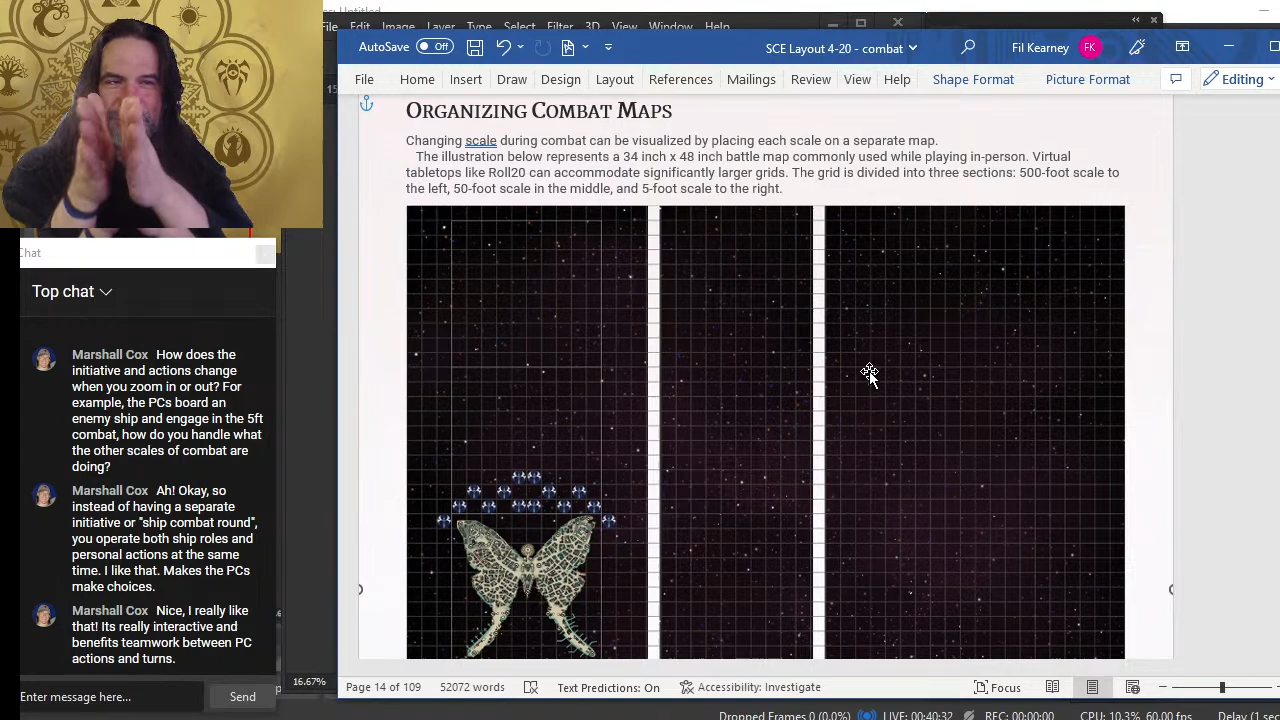 es: Untitled
File Edit Image Layer Type Select Filter 3D View Window Help
AutoSave Off SCE Layout 4-20 - combat Fil Kearney FK
File Home Insert Draw Design Layout References Mailings Review View Help Shape Format Picture Format Editing
ORGANIZING COMBAT MAPS
Changing scale during combat can be visualized by placing each scale on a separate map.
The illustration below represents a 34 inch x 48 inch battle map commonly used while playing in-person. Virtual
tabletops like Roll20 can accommodate significantly larger grids. The grid is divided into three sections: 500-foot scale to
the left, 50-foot scale in the middle, and 5-foot scale to the right.
Chat
Top chat
Marshall Cox How does the
initiative and actions change
when you zoom in or out? For
example, the PCs board an
enemy ship and engage in the 5ft
combat, how do you handle what
the other scales of combat are
doing?
Marshall Cox Ah! Okay, so
instead of having a separate
initiative or "ship combat round",
you operate both ship roles and
personal actions at the same
time. I like that. Makes the PCs
make choices.
Marshall Cox Nice, I really like
that! Its really interactive and
benefits teamwork between PC
actions and turns.
Enter message here... Send
16.67%
Page 14 of 109 52072 words Text Predictions: On Accessibility: Investigate Focus
Dropped Frames 0 (0.0%) LIVE: 00:40:32 REC: 00:00:00 CPU: 10.3%, 60.00 fps Delay (1 sec